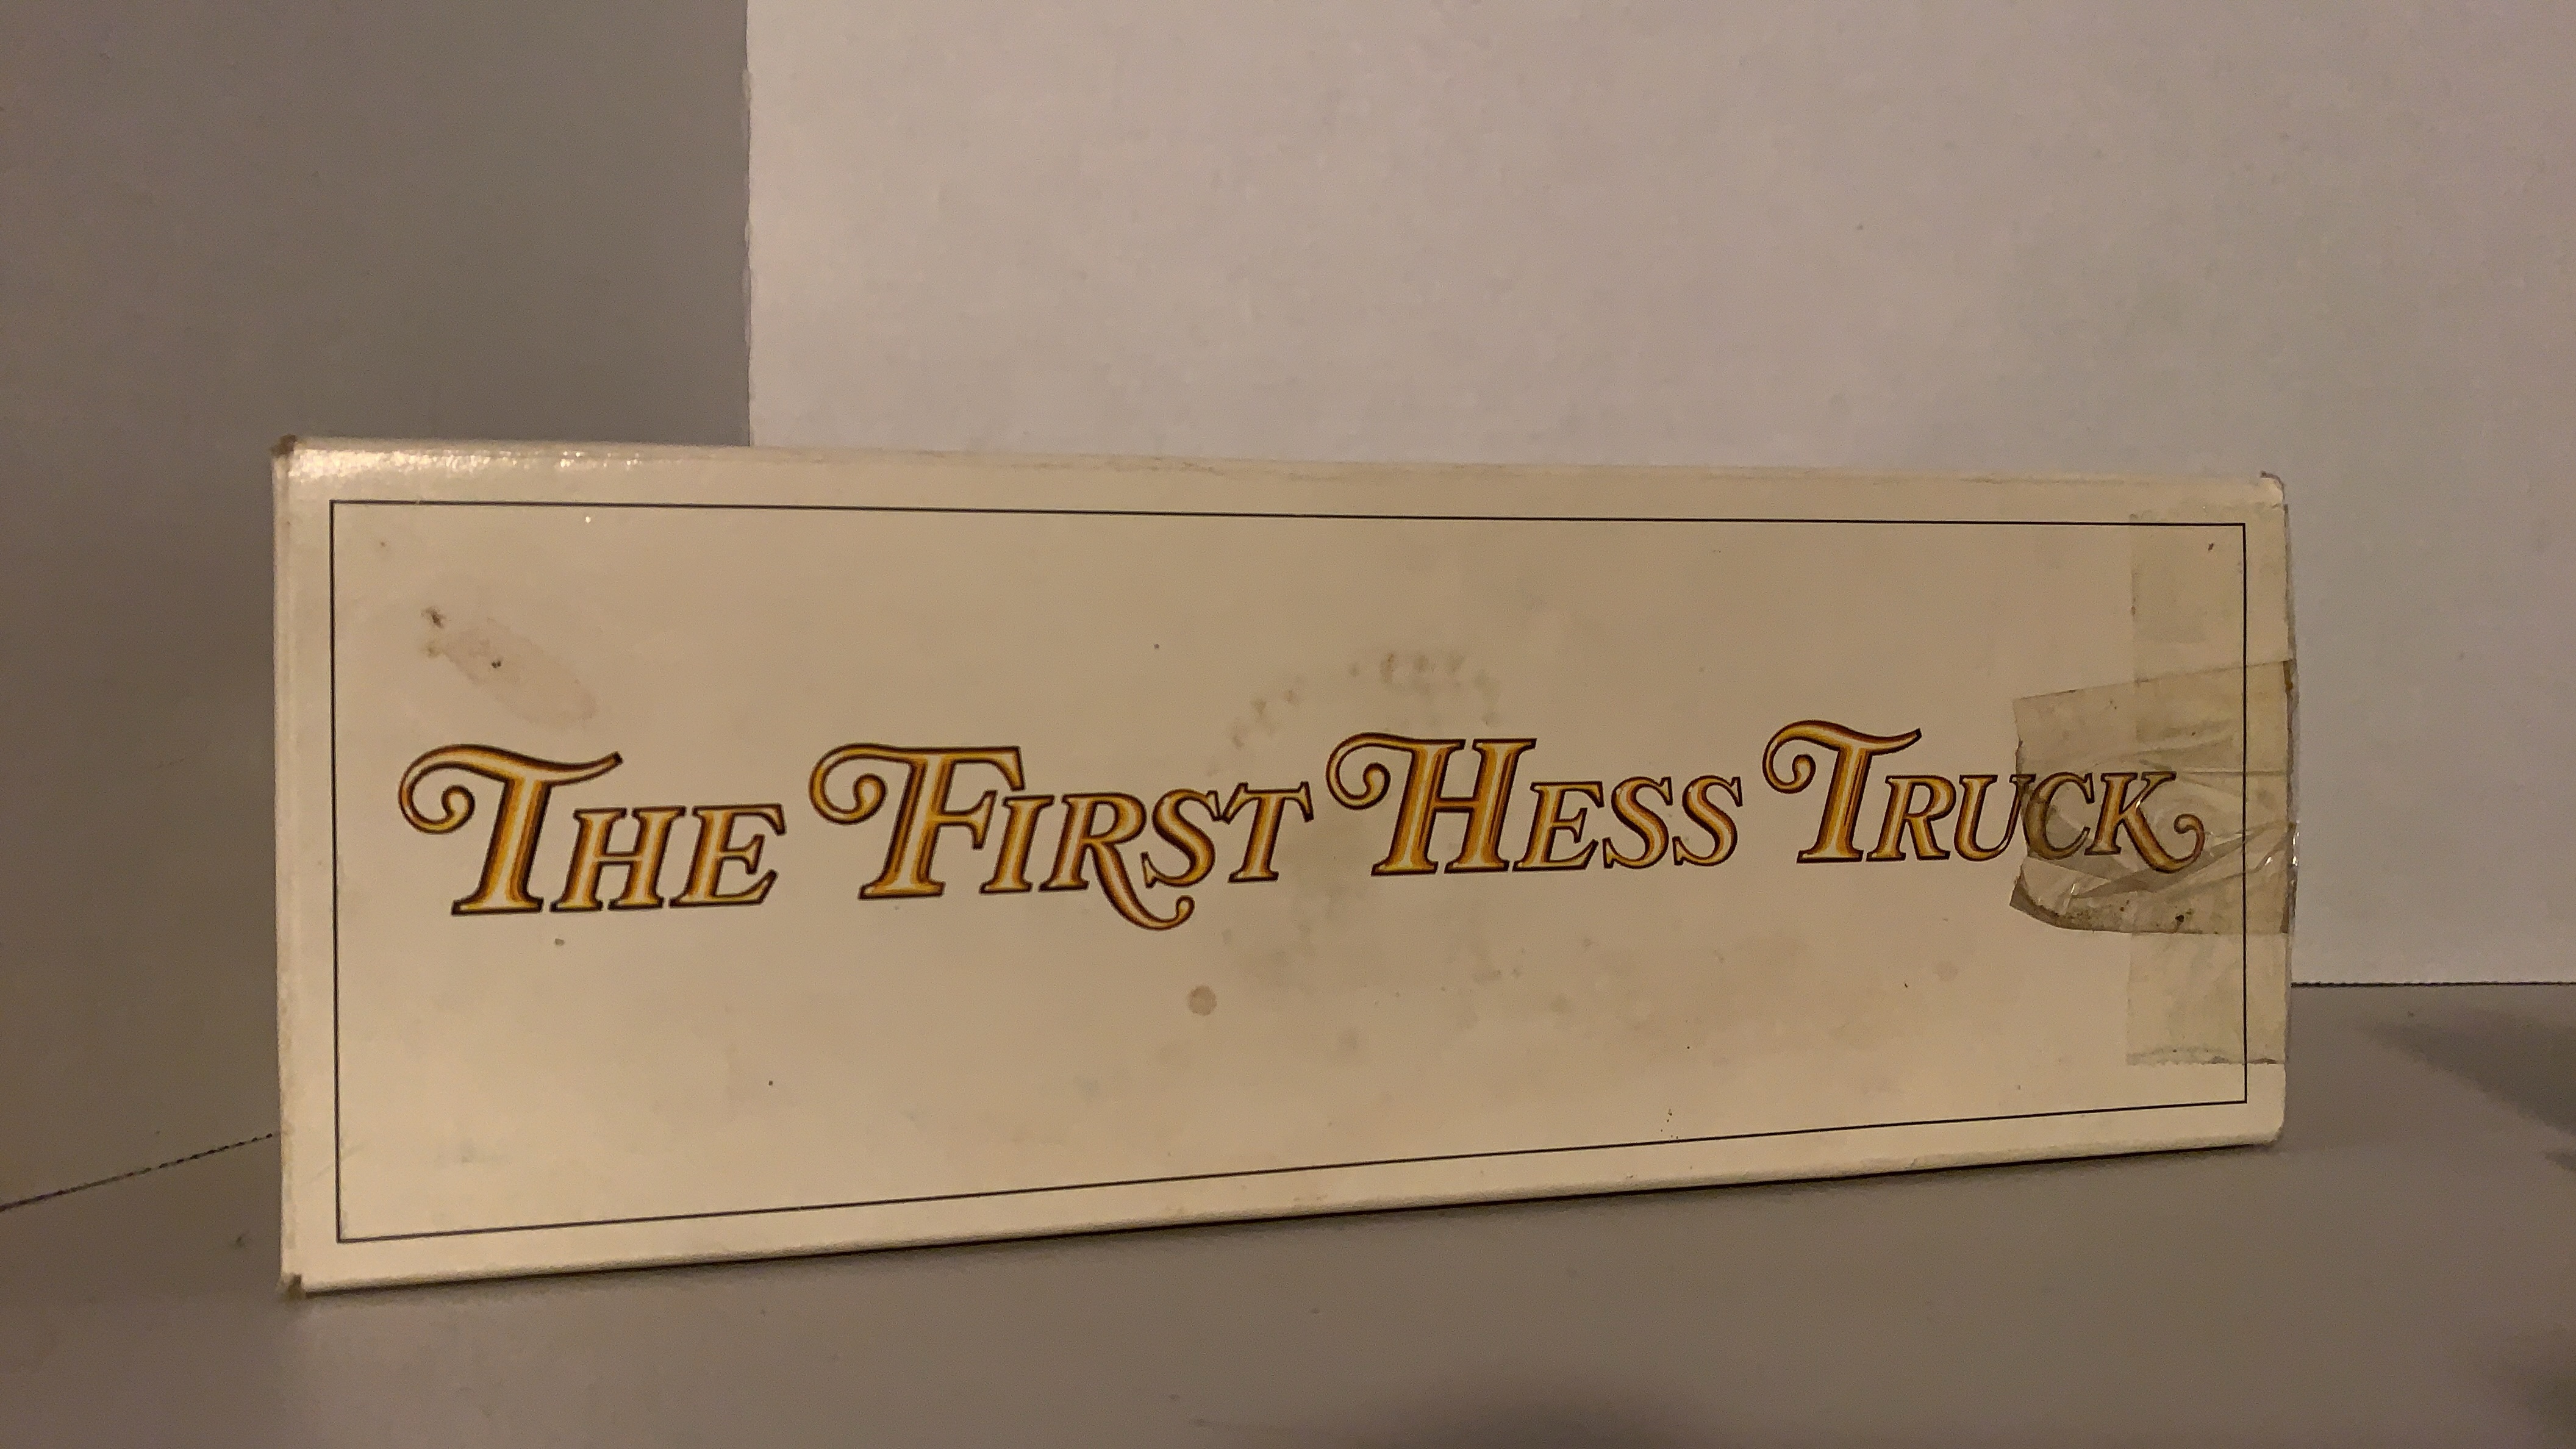 THE FIRST HESS TRUCK